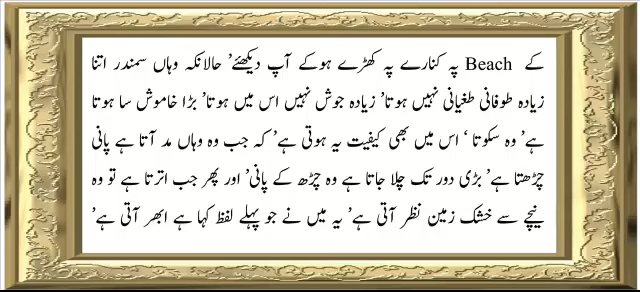 کے Beach پہ کنارے پہ کھڑے ہوکے آپ دیکھئے’ حالانکہ وہاں سمندر اتنا
زیادہ طوفانی طغیانی نہیں ہوتا’ زیادہ جوش نہیں اس میں ہوتا’ بڑا خاموش سا ہوتا
ہے’ وہ سکوتا ‘ اس میں بھی کیفیت یہ ہوتی ہے’ کہ جب وہ وہاں مد آتا ہے پانی
چڑھتا ہے’ بڑی دور تک چلا جاتا ہے وہ چڑھ کے پانی’ اور پھر جب اترتا ہے تو وہ
نیچے سے خشک زمین نظر آتی ہے’ یہ میں نے جو پہلے لفظ کہا ہے ابھر آتی ہے’